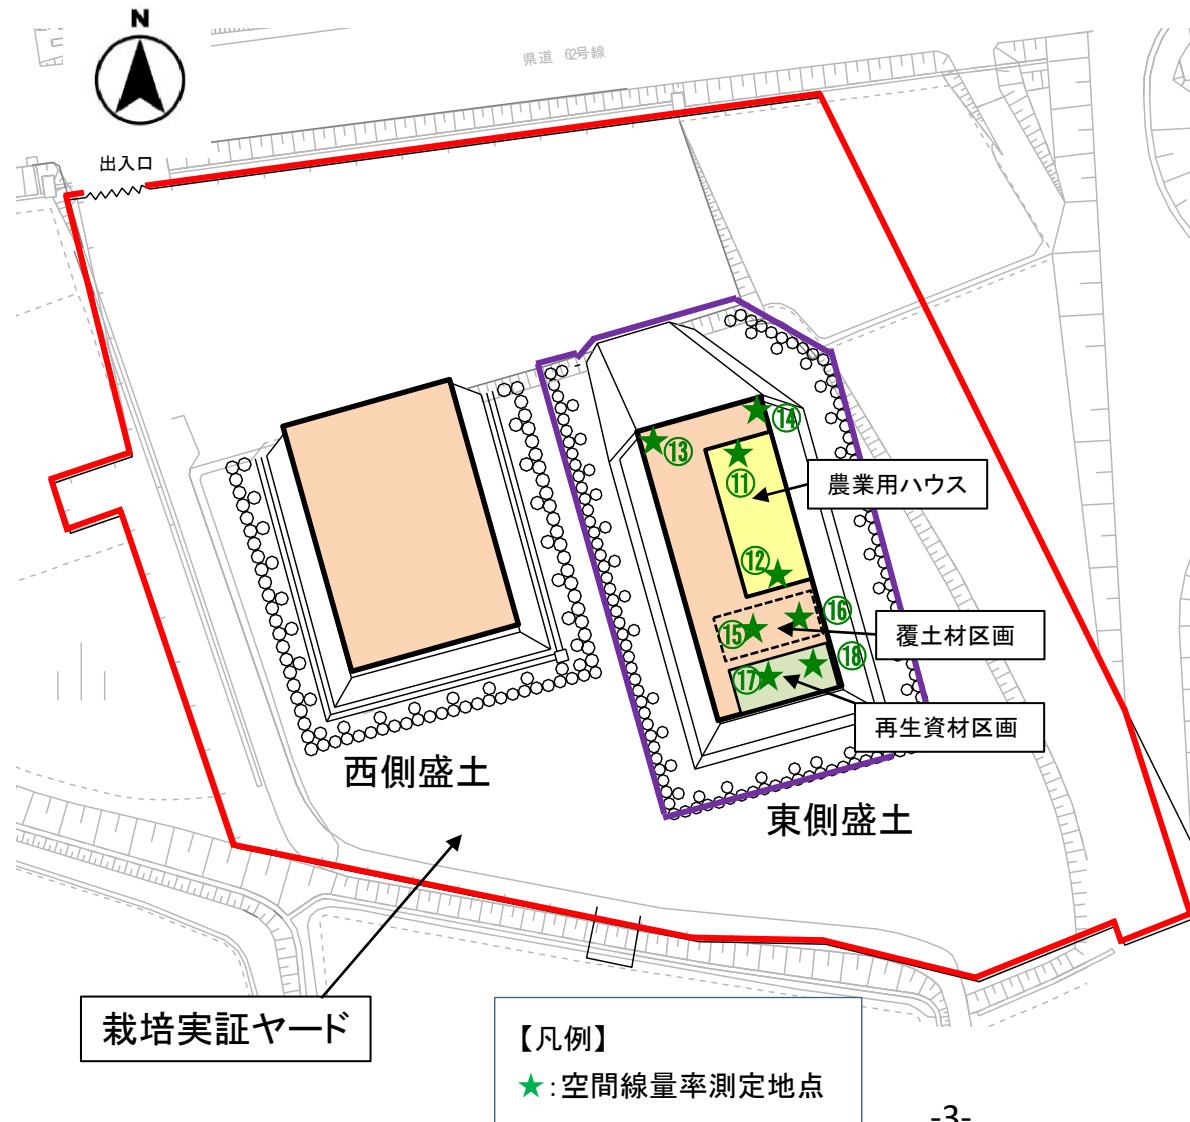 N
県道 62号線
出入口
⑭
⑬
⑪
農業用ハウス
⑫
⑯
⑮
覆土材区画
⑱
⑰
再生資材区画
西側盛土
東側盛土
栽培実証ヤード
【凡例】
★:空間線量率測定地点
-3-